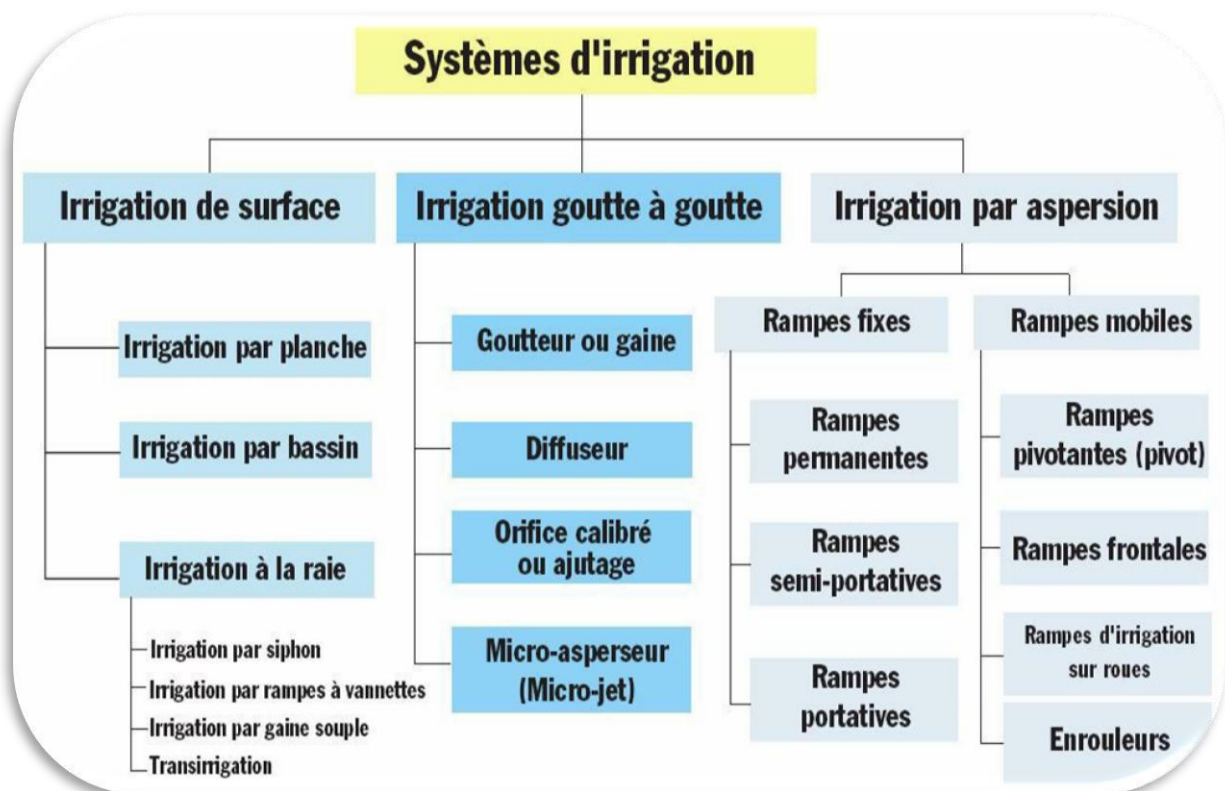 Systèmes d'irrigation
Irrigation de surface
Irrigation par planche
Irrigation par bassin
Irrigation à la raie
Irrigation par siphon
Irrigation par rampes à vannettes
Irrigation par gaine souple
Transirrigation
Irrigation goutte à goutte
Goutteur ou gaine
Diffuseur
Orifice calibré
ou ajutage
Micro-asperseur
(Micro-jet)
Irrigation par aspersion
Rampes fixes
Rampes
permanentes
Rampes
semi-portatives
Rampes
portatives
Rampes mobiles
Rampes
pivotantes (pivot)
Rampes frontales
Rampes d'irrigation
sur roues
Enrouleurs